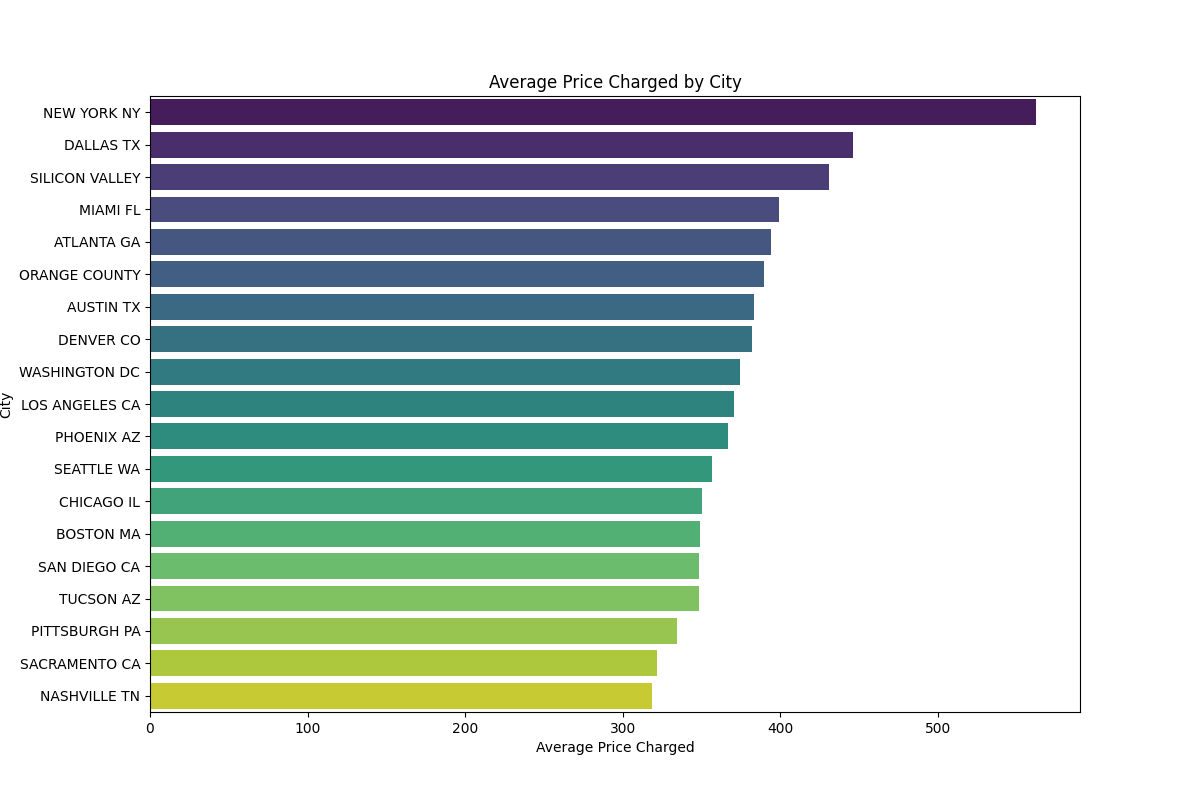 Average Price Charged by City
NEW YORK NY
DALLAS TX
SILICON VALLEY
MIAMI FL
ATLANTA GA
ORANGE COUNTY
AUSTIN TX
DENVER CO
WASHINGTON DC
City
LOS ANGELES CA
PHOENIX AZ
SEATTLE WA
CHICAGO IL
BOSTON MA
SAN DIEGO CA
TUCSON AZ
PITTSBURGH PA
SACRAMENTO CA
NASHVILLE TN
0 100 200 300 400 500
Average Price Charged